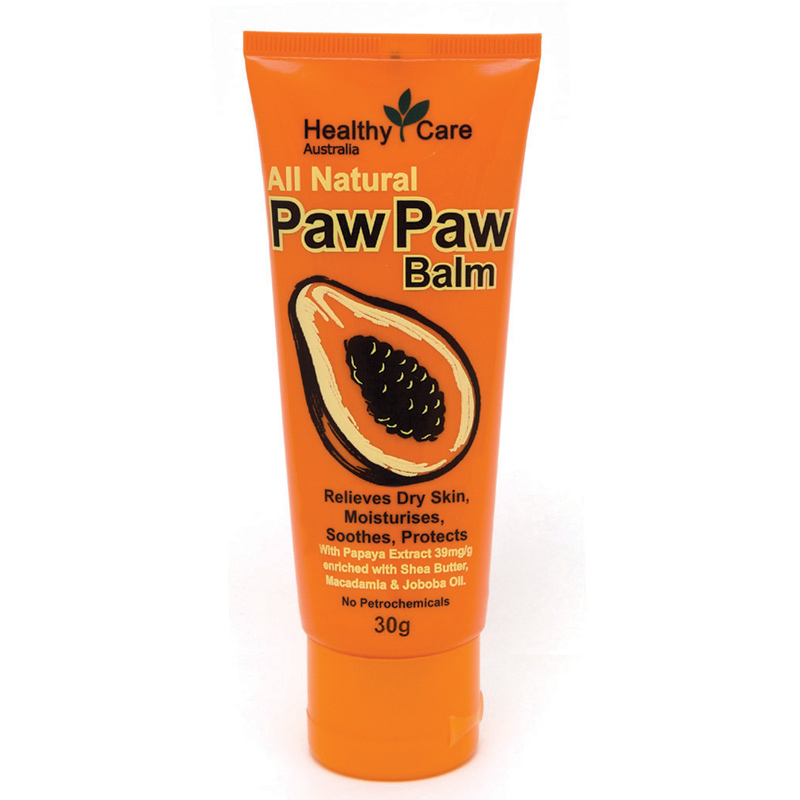 Healthy Care
Australia
All Natural
Paw Paw
Balm
Relieves Dry Skin,
Moisturises,
Soothes, Protects
With Papaya Extract 39mg/g
enriched with Shea Butter,
Macadamia & Joboba Oil.
No Petrochemicals
30g